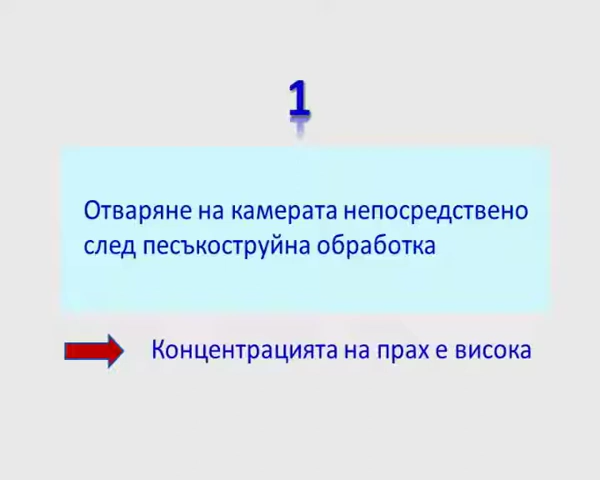 1
Отваряне на камерата непосредствено
след песъкоструйна обработка
Концентрацията на прах е висока